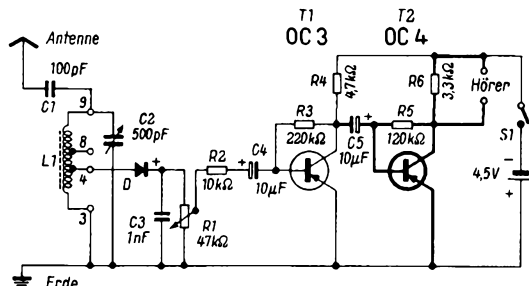 Antenne
100pF
C1
9
8
L1
4
3
C2
500pF
D
C3
1nF
R1
47kΩ
R2
10kΩ
C4
+
10μF
R3
220kΩ
T1
OC 3
R4
4,7kΩ
C5
+
10μF
T2
OC 4
R5
120kΩ
R6
3,3kΩ
Hörer
S1
4,5V
−
+
+
Erde